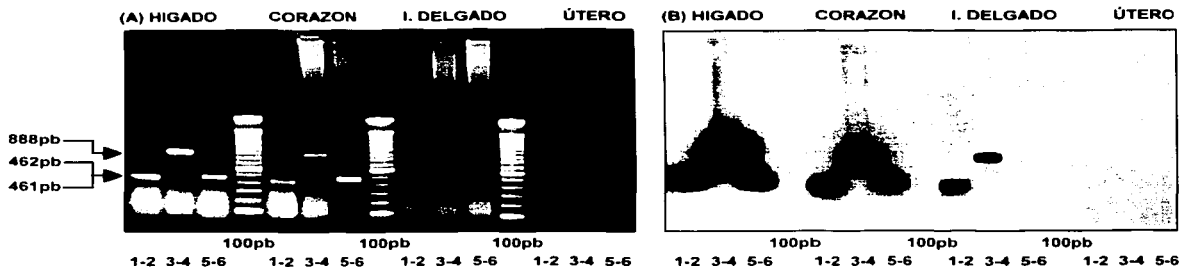 (A) HIGADO CORAZON I. DELGADO ÚTERO
888pb
462pb
461pb
100pb 100pb 100pb
1-2 3-4 5-6 1-2 3-4 5-6 1-2 3-4 5-6 1-2 3-4 5-6
(B) HIGADO CORAZON I. DELGADO ÚTERO
100pb 100pb 100pb
1-2 3-4 5-6 1-2 3-4 5-6 1-2 3-4 5-6 1-2 3-4 5-6